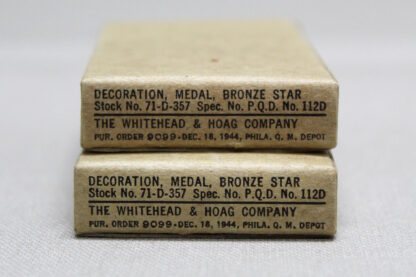 DECORATION, MEDAL, BRONZE STAR
Stock No. 71-D-357 Spec. No. P.Q.D. No. 112D
THE WHITEHEAD & HOAG COMPANY
PUR. ORDER 9099-DEC. 18, 1944, PHILA. Q. M. DEPOT
DECORATION, MEDAL, BRONZE STAR
Stock No. 71-D-357 Spec. No. P.Q.D. No. 112D
THE WHITEHEAD & HOAG COMPANY
PUR. ORDER 9099-DEC. 18, 1944, PHILA. Q. M. DEPOT